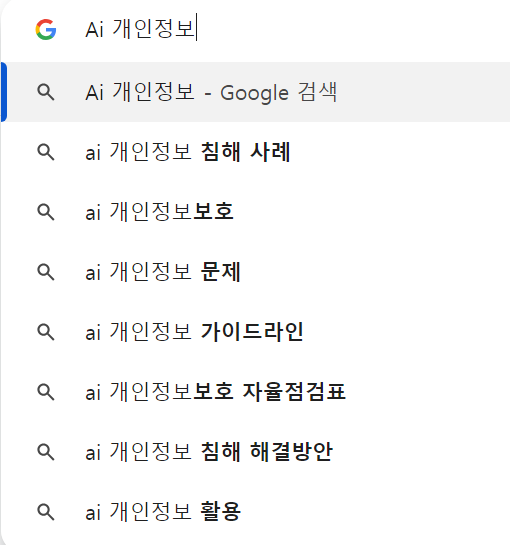 Ai 개인정보
Ai 개인정보 - Google 검색
ai 개인정보 침해 사례
ai 개인정보보호
ai 개인정보 문제
ai 개인정보 가이드라인
ai 개인정보보호 자율점검표
ai 개인정보 침해 해결방안
ai 개인정보 활용